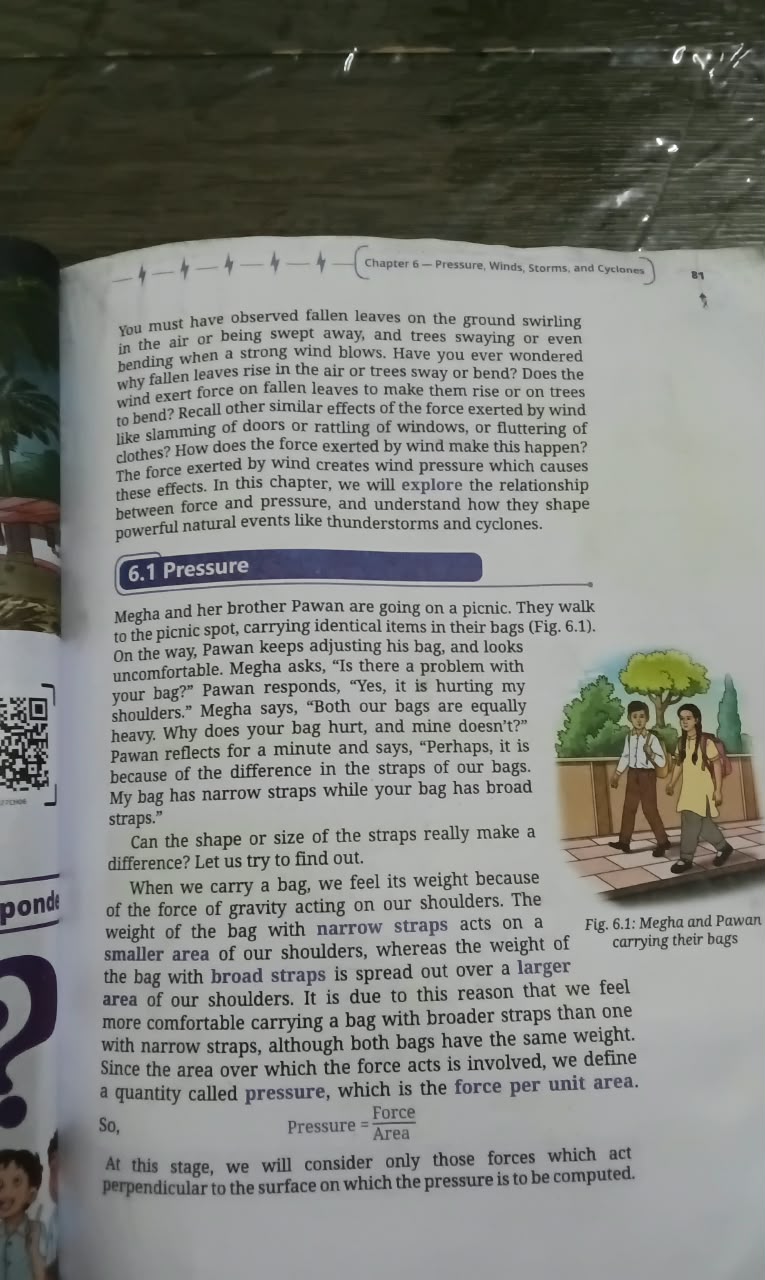 Chapter 6 — Pressure, Winds, Storms, and Cyclones
81
You must have observed fallen leaves on the ground swirling
in the air or being swept away, and trees swaying or even
bending when a strong wind blows. Have you ever wondered
why fallen leaves rise in the air or trees sway or bend? Does the
wind exert force on fallen leaves to make them rise or on trees
to bend? Recall other similar effects of the force exerted by wind
like slamming of doors or rattling of windows, or fluttering of
clothes? How does the force exerted by wind make this happen?
The force exerted by wind creates wind pressure which causes
these effects. In this chapter, we will explore the relationship
between force and pressure, and understand how they shape
powerful natural events like thunderstorms and cyclones.
6.1 Pressure
Megha and her brother Pawan are going on a picnic. They walk
to the picnic spot, carrying identical items in their bags (Fig. 6.1).
On the way, Pawan keeps adjusting his bag, and looks
uncomfortable. Megha asks, “Is there a problem with
your bag?” Pawan responds, “Yes, it is hurting my
shoulders.” Megha says, “Both our bags are equally
heavy. Why does your bag hurt, and mine doesn’t?”
Pawan reflects for a minute and says, “Perhaps, it is
because of the difference in the straps of our bags.
My bag has narrow straps while your bag has broad
straps.”
Can the shape or size of the straps really make a
difference? Let us try to find out.
When we carry a bag, we feel its weight because
of the force of gravity acting on our shoulders. The
weight of the bag with narrow straps acts on a
smaller area of our shoulders, whereas the weight of
the bag with broad straps is spread out over a larger
area of our shoulders. It is due to this reason that we feel
more comfortable carrying a bag with broader straps than one
with narrow straps, although both bags have the same weight.
Since the area over which the force acts is involved, we define
a quantity called pressure, which is the force per unit area.
So,
Pressure = Force
Area
At this stage, we will consider only those forces which act
perpendicular to the surface on which the pressure is to be computed.
Fig. 6.1: Megha and Pawan
carrying their bags
ponde
?